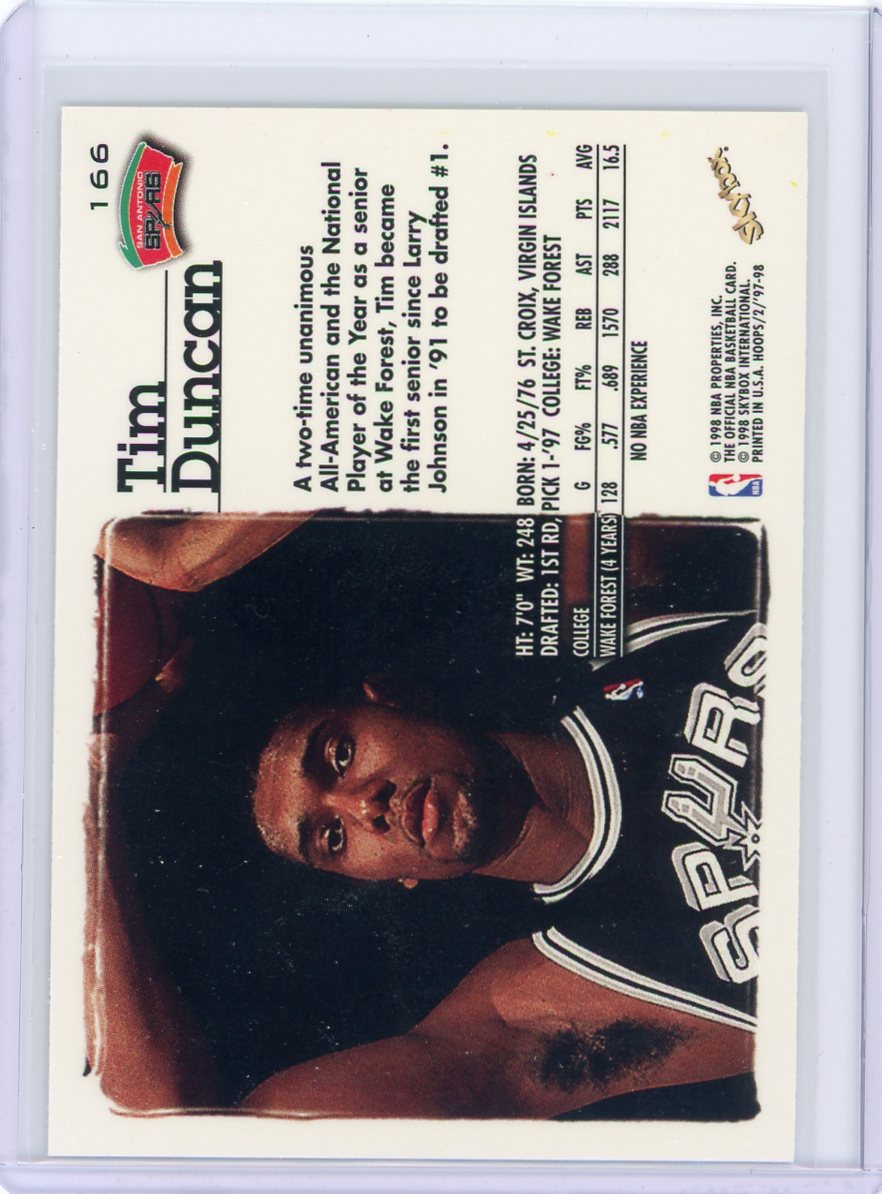 166
SAN ANTONIO
SPURS
Tim
Duncan
A two-time unanimous
All-American and the National
Player of the Year as a senior
at Wake Forest, Tim became
the first senior since Larry
Johnson in '91 to be drafted #1.
HT: 7'0" WT: 248 BORN: 4/25/76 ST. CROIX, VIRGIN ISLANDS
DRAFTED: 1ST RD, PICK 1-'97 COLLEGE: WAKE FOREST
COLLEGE G FG% FT% REB AST PTS AVG
WAKE FOREST (4 YEARS) 128 .577 .689 1570 288 2117 16.5
NO NBA EXPERIENCE
SPURS
NBA
© 1998 NBA PROPERTIES, INC.
THE OFFICIAL NBA BASKETBALL CARD.
© 1998 SKYBOX INTERNATIONAL.
PRINTED IN U.S.A. HOOPS/2/'97-98
Skybox